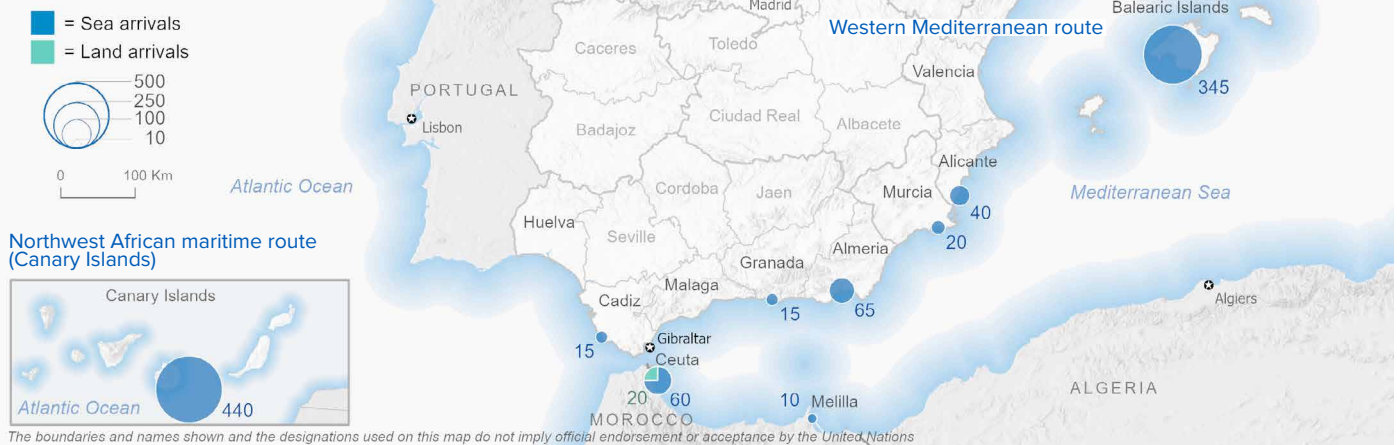 = Sea arrivals
= Land arrivals
500
250
100
10
0 100 Km
Northwest African maritime route
(Canary Islands)
Canary Islands
Atlantic Ocean
440
Western Mediterranean route
Madrid
Balearic Islands
345
Caceres
Toledo
Valencia
PORTUGAL
Lisbon
Badajoz
Ciudad Real
Albacete
Alicante
40
Atlantic Ocean
Cordoba
Jaen
Murcia
20
Mediterranean Sea
Huelva
Seville
Almeria
65
Granada
15
Malaga
Cadiz
15
Gibraltar
Ceuta
20 60
MOROCCO
10 Melilla
Algiers
ALGERIA
The boundaries and names shown and the designations used on this map do not imply official endorsement or acceptance by the United Nations